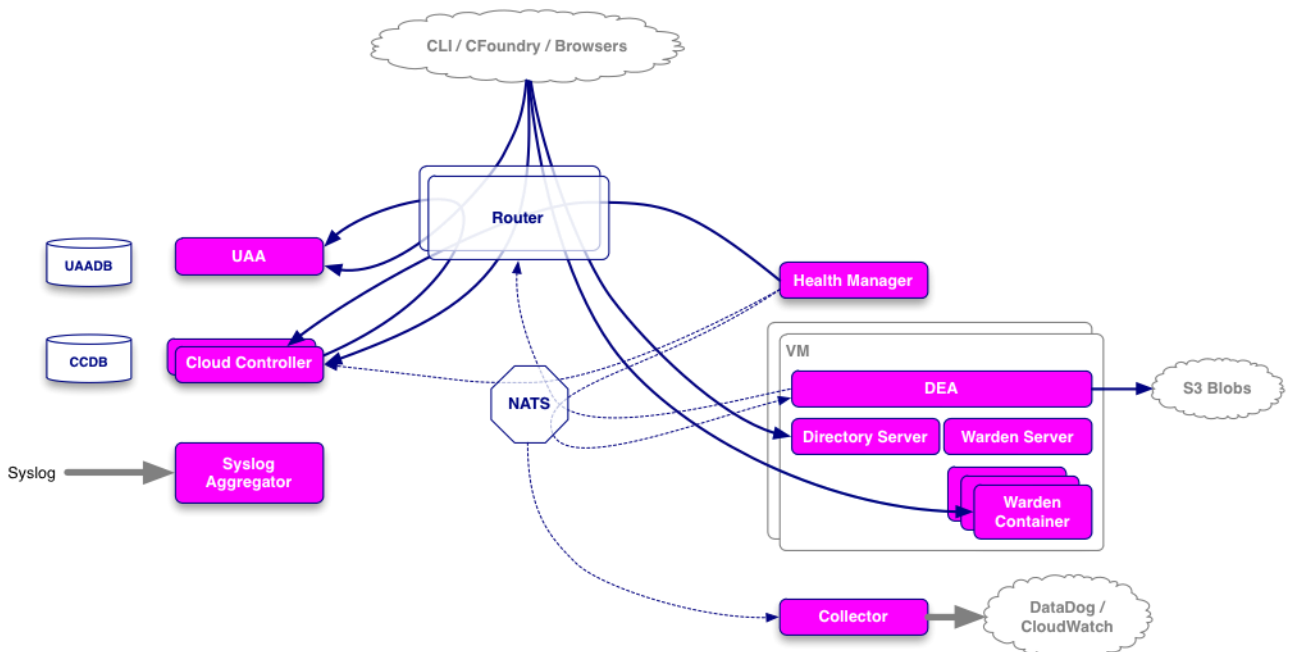 CLI / CFoundry / Browsers
Router
UAADB
UAA
Health Manager
CCDB
Cloud Controller
VM
DEA
S3 Blobs
NATS
Directory Server
Warden Server
Syslog
Syslog
Aggregator
Warden
Container
Collector
DataDog /
CloudWatch